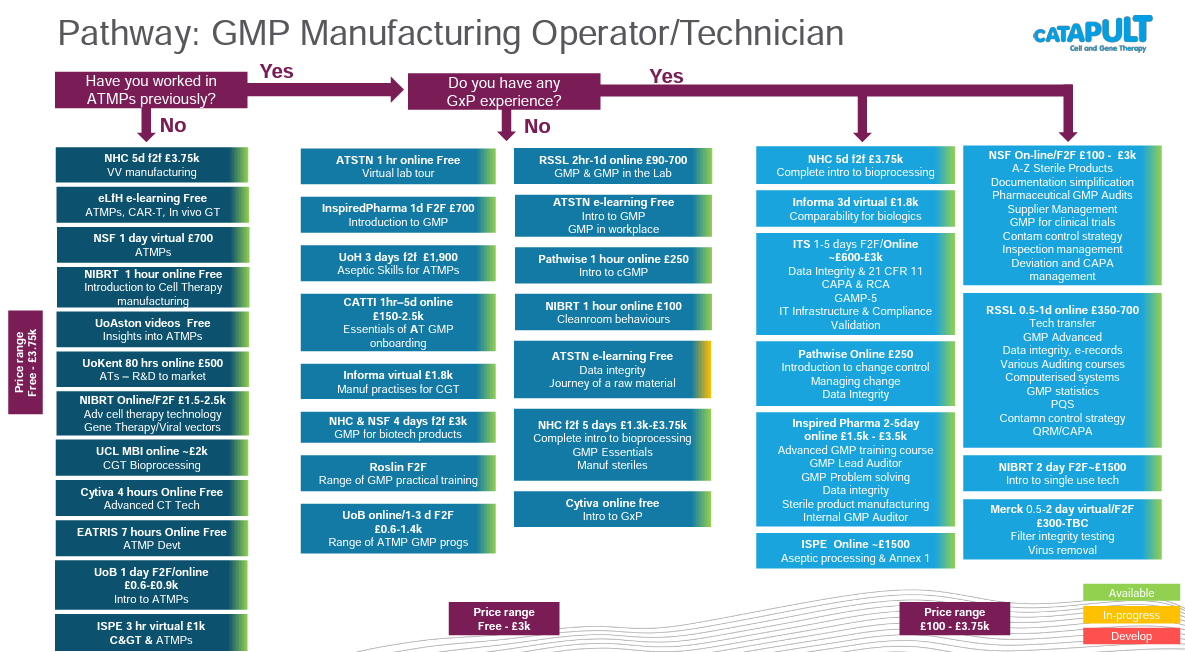 Pathway: GMP Manufacturing Operator/Technician
CATAPULT
Cell and Gene Therapy
Have you worked in
ATMPs previously?
Yes
Do you have any
GxP experience?
Yes
No
No
Price range
Free - £3.75k
NHC 5d f2f £3.75k
VV manufacturing
eLfH e-learning Free
ATMPs, CAR-T, In vivo GT
NSF 1 day virtual £700
ATMPs
NIBRT 1 hour online Free
Introduction to Cell Therapy
manufacturing
UoAston videos Free
Insights into ATMPs
UoKent 80 hrs online £500
ATs – R&D to market
NIBRT Online/F2F £1.5-2.5k
Adv cell therapy technology
Gene Therapy/Viral vectors
UCL MBI online ~£2k
CGT Bioprocessing
Cytiva 4 hours Online Free
Advanced CT Tech
EATRIS 7 hours Online Free
ATMP Devt
UoB 1 day F2F/online
£0.6-£0.9k
Intro to ATMPs
ISPE 3 hr virtual £1k
C&GT & ATMPs
ATSTN 1 hr online Free
Virtual lab tour
InspiredPharma 1d F2F £700
Introduction to GMP
UoH 3 days f2f £1,900
Aseptic Skills for ATMPs
CATTI 1hr–5d online
£150-2.5k
Essentials of AT GMP
onboarding
Informa virtual £1.8k
Manuf practises for CGT
NHC & NSF 4 days f2f £3k
GMP for biotech products
Roslin F2F
Range of GMP practical training
UoB online/1-3 d F2F
£0.6-1.4k
Range of ATMP GMP progs
RSSL 2hr-1d online £90-700
GMP & GMP in the Lab
ATSTN e-learning Free
Intro to GMP
GMP in workplace
Pathwise 1 hour online £250
Intro to cGMP
NIBRT 1 hour online £100
Cleanroom behaviours
ATSTN e-learning Free
Data integrity
Journey of a raw material
NHC f2f 5 days £1.3k-£3.75k
Complete intro to bioprocessing
GMP Essentials
Manuf steriles
Cytiva online free
Intro to GxP
Price range
Free - £3k
NHC 5d f2f £3.75k
Complete intro to bioprocessing
Informa 3d virtual £1.8k
Comparability for biologics
ITS 1-5 days F2F/Online
~£600-£3k
Data Integrity & 21 CFR 11
CAPA & RCA
GAMP-5
IT Infrastructure & Compliance
Validation
Pathwise Online £250
Introduction to change control
Managing change
Data Integrity
Inspired Pharma 2-5day
online £1.5k - £3.5k
Advanced GMP training course
GMP Lead Auditor
GMP Problem solving
Data integrity
Sterile product manufacturing
Internal GMP Auditor
ISPE Online ~£1500
Aseptic processing & Annex 1
NSF On-line/F2F £100 - £3k
A-Z Sterile Products
Documentation simplification
Pharmaceutical GMP Audits
Supplier Management
GMP for clinical trials
Contam control strategy
Inspection management
Deviation and CAPA
management
RSSL 0.5-1d online £350-700
Tech transfer
GMP Advanced
Data integrity, e-records
Various Auditing courses
Computerised systems
GMP statistics
PQS
Contamn control strategy
QRM/CAPA
NIBRT 2 day F2F~£1500
Intro to single use tech
Merck 0.5-2 day virtual/F2F
£300-TBC
Filter integrity testing
Virus removal
Price range
£100 - £3.75k
Available
In-progress
Develop